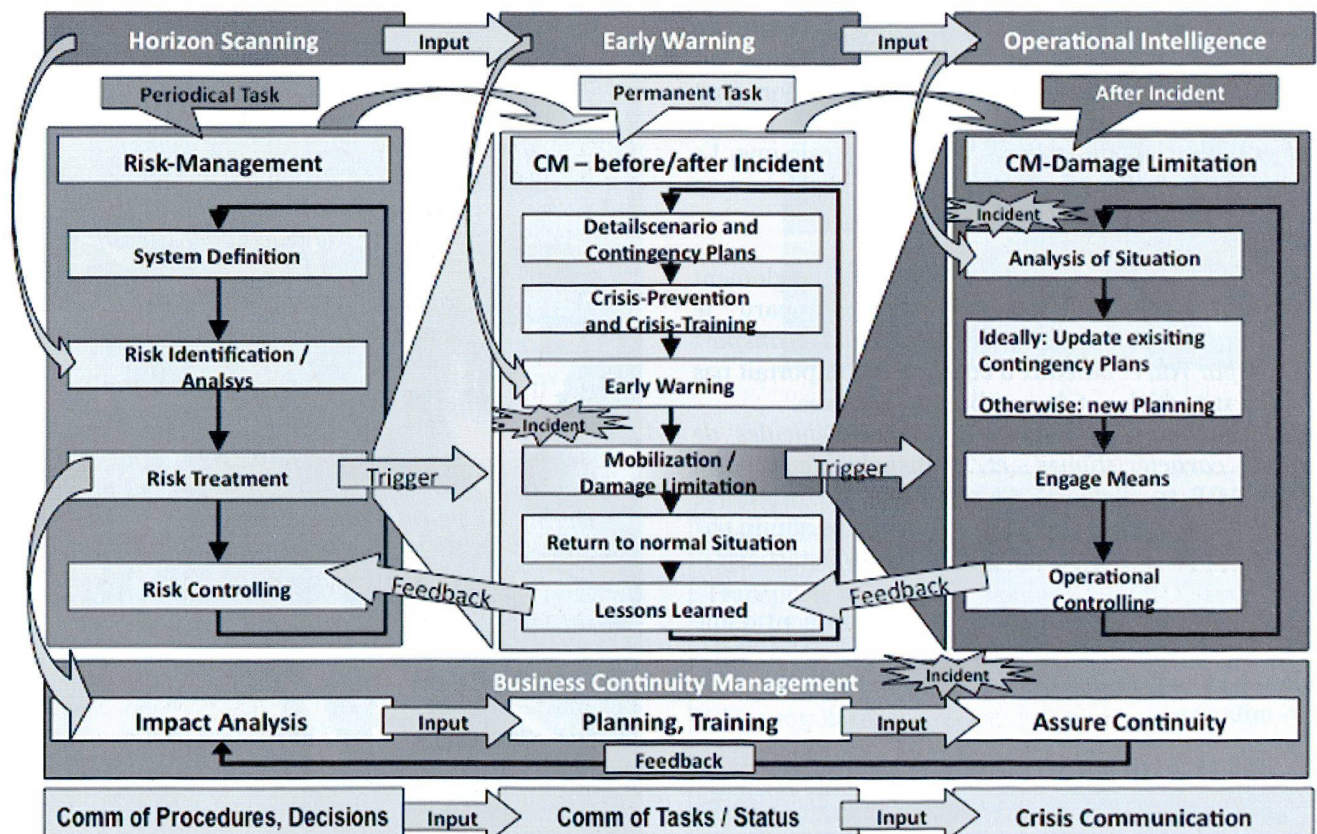 Horizon Scanning
Input
Early Warning
Input
Operational Intelligence
Periodical Task
Permanent Task
After Incident
Risk-Management
System Definition
Risk Identification /
Analsys
Risk Treatment
Risk Controlling
Trigger
Feedback
CM – before/after Incident
Detailscenario and
Contingency Plans
Crisis-Prevention
and Crisis-Training
Early Warning
Incident
Mobilization /
Damage Limitation
Return to normal Situation
Lessons Learned
Trigger
Feedback
CM-Damage Limitation
Incident
Analysis of Situation
Ideally: Update exisiting
Contingency Plans
Otherwise: new Planning
Engage Means
Operational
Controlling
Business Continuity Management
Incident
Impact Analysis
Input
Planning, Training
Input
Assure Continuity
Feedback
Comm of Procedures, Decisions
Input
Comm of Tasks / Status
Input
Crisis Communication